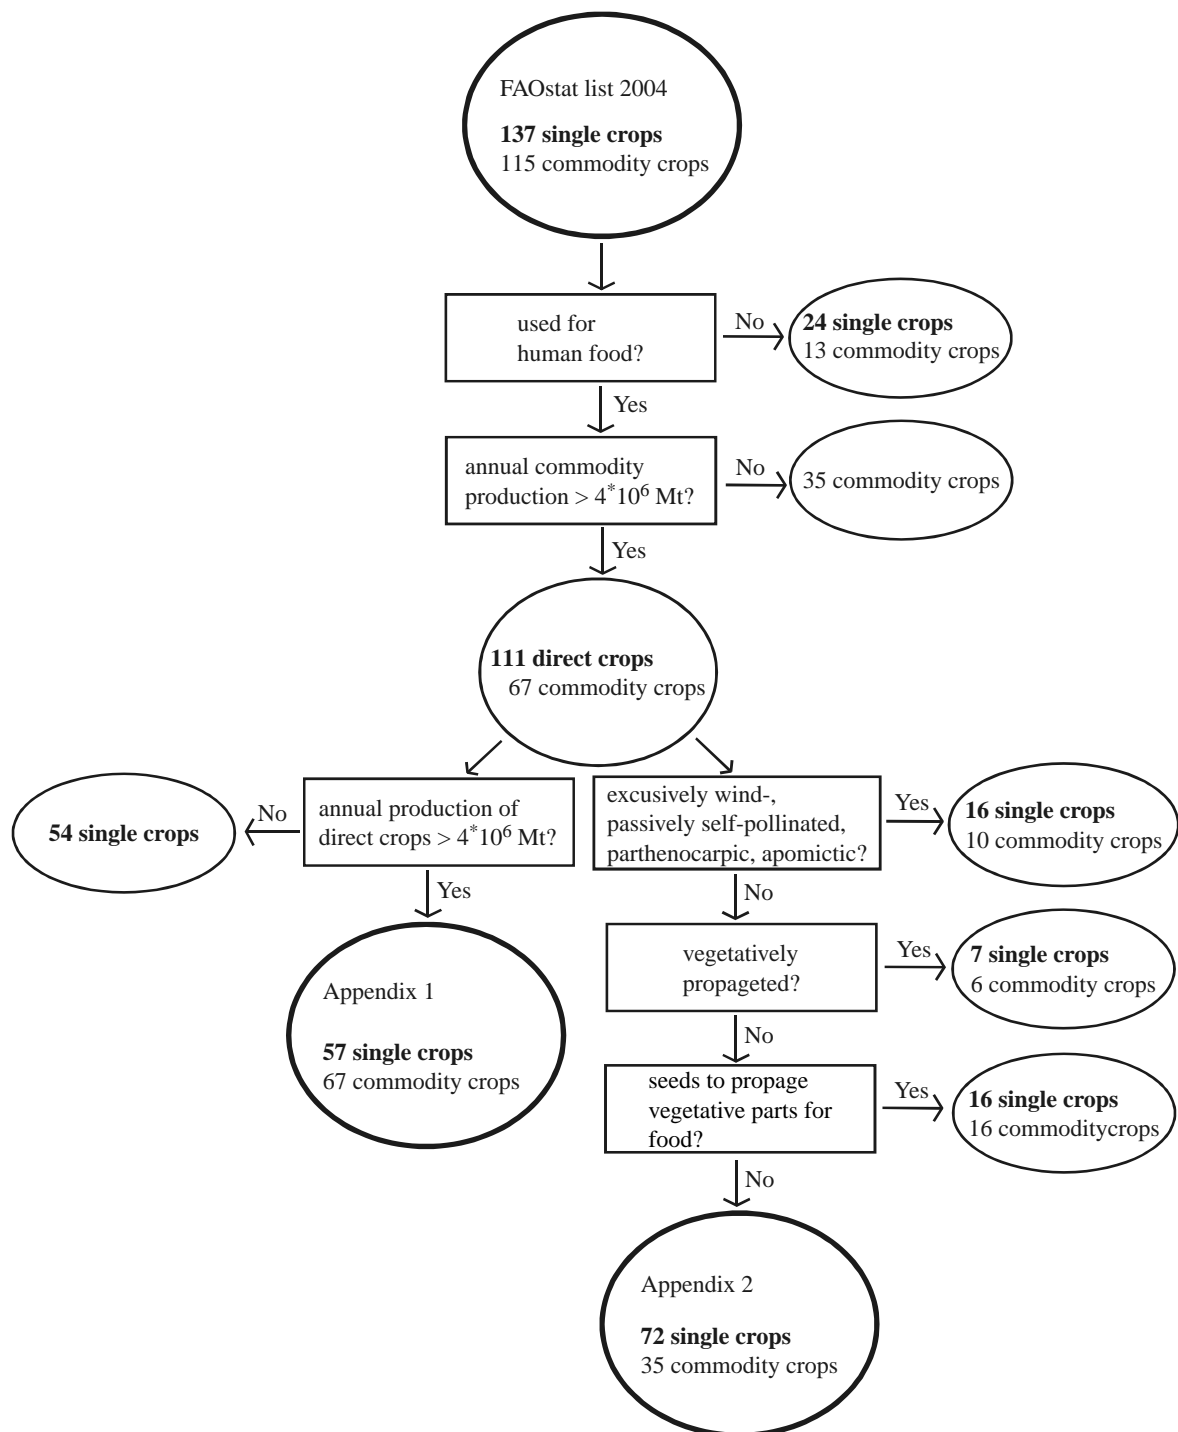 FAOstat list 2004
137 single crops
115 commodity crops
used for
human food?
No
24 single crops
13 commodity crops
Yes
annual commodity
production > 4*10⁶ Mt?
No
35 commodity crops
Yes
111 direct crops
67 commodity crops
54 single crops
No
annual production of
direct crops > 4*10⁶ Mt?
Yes
Appendix 1
57 single crops
67 commodity crops
excusively wind-,
passively self-pollinated,
parthenocarpic, apomictic?
Yes
16 single crops
10 commodity crops
No
vegetatively
propageted?
Yes
7 single crops
6 commodity crops
No
seeds to propage
vegetative parts for
food?
Yes
16 single crops
16 commoditycrops
No
Appendix 2
72 single crops
35 commodity crops